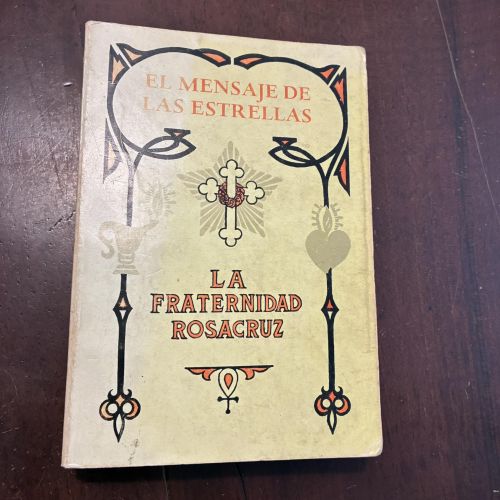 EL MENSAJE DE
LAS ESTRELLAS
LA
FRATERNIDAD
ROSACRUZ